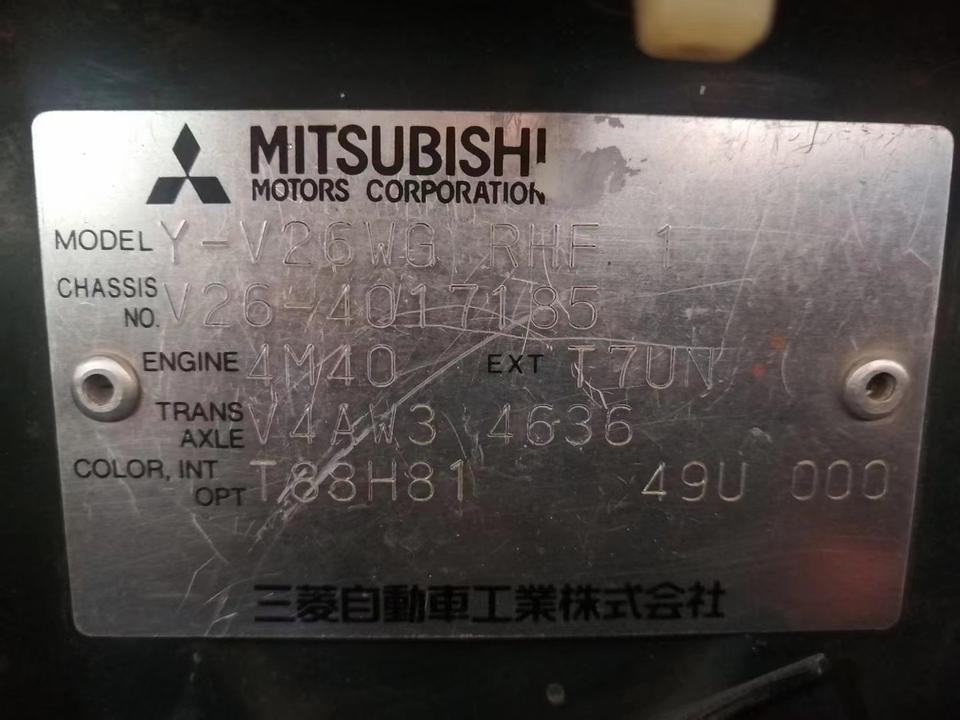 MITSUBISHI
MOTORS CORPORATION
MODEL Y-V26WG RHF 1
CHASSIS NO. V26-4017185
ENGINE 4M40 EXT T7UN
TRANS AXLE V4AW3 4636
COLOR, INT OPT T88H81 49U 000
三菱自動車工業株式会社